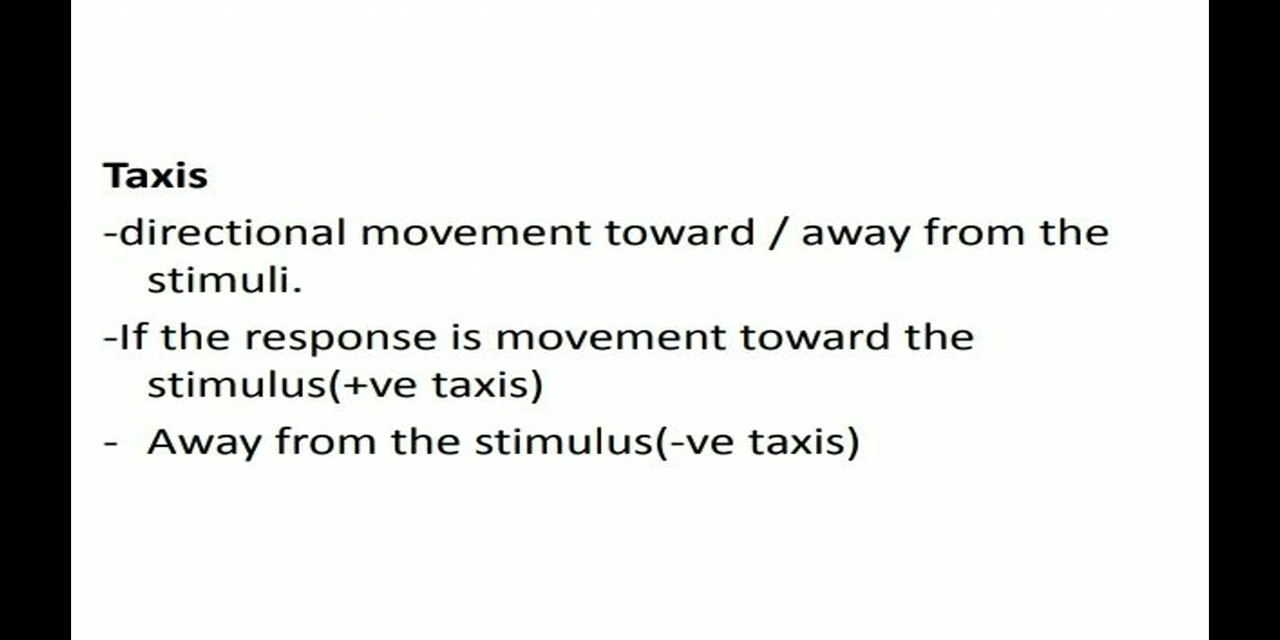 Taxis
-directional movement toward / away from the
stimuli.
-If the response is movement toward the
stimulus(+ve taxis)
- Away from the stimulus(-ve taxis)